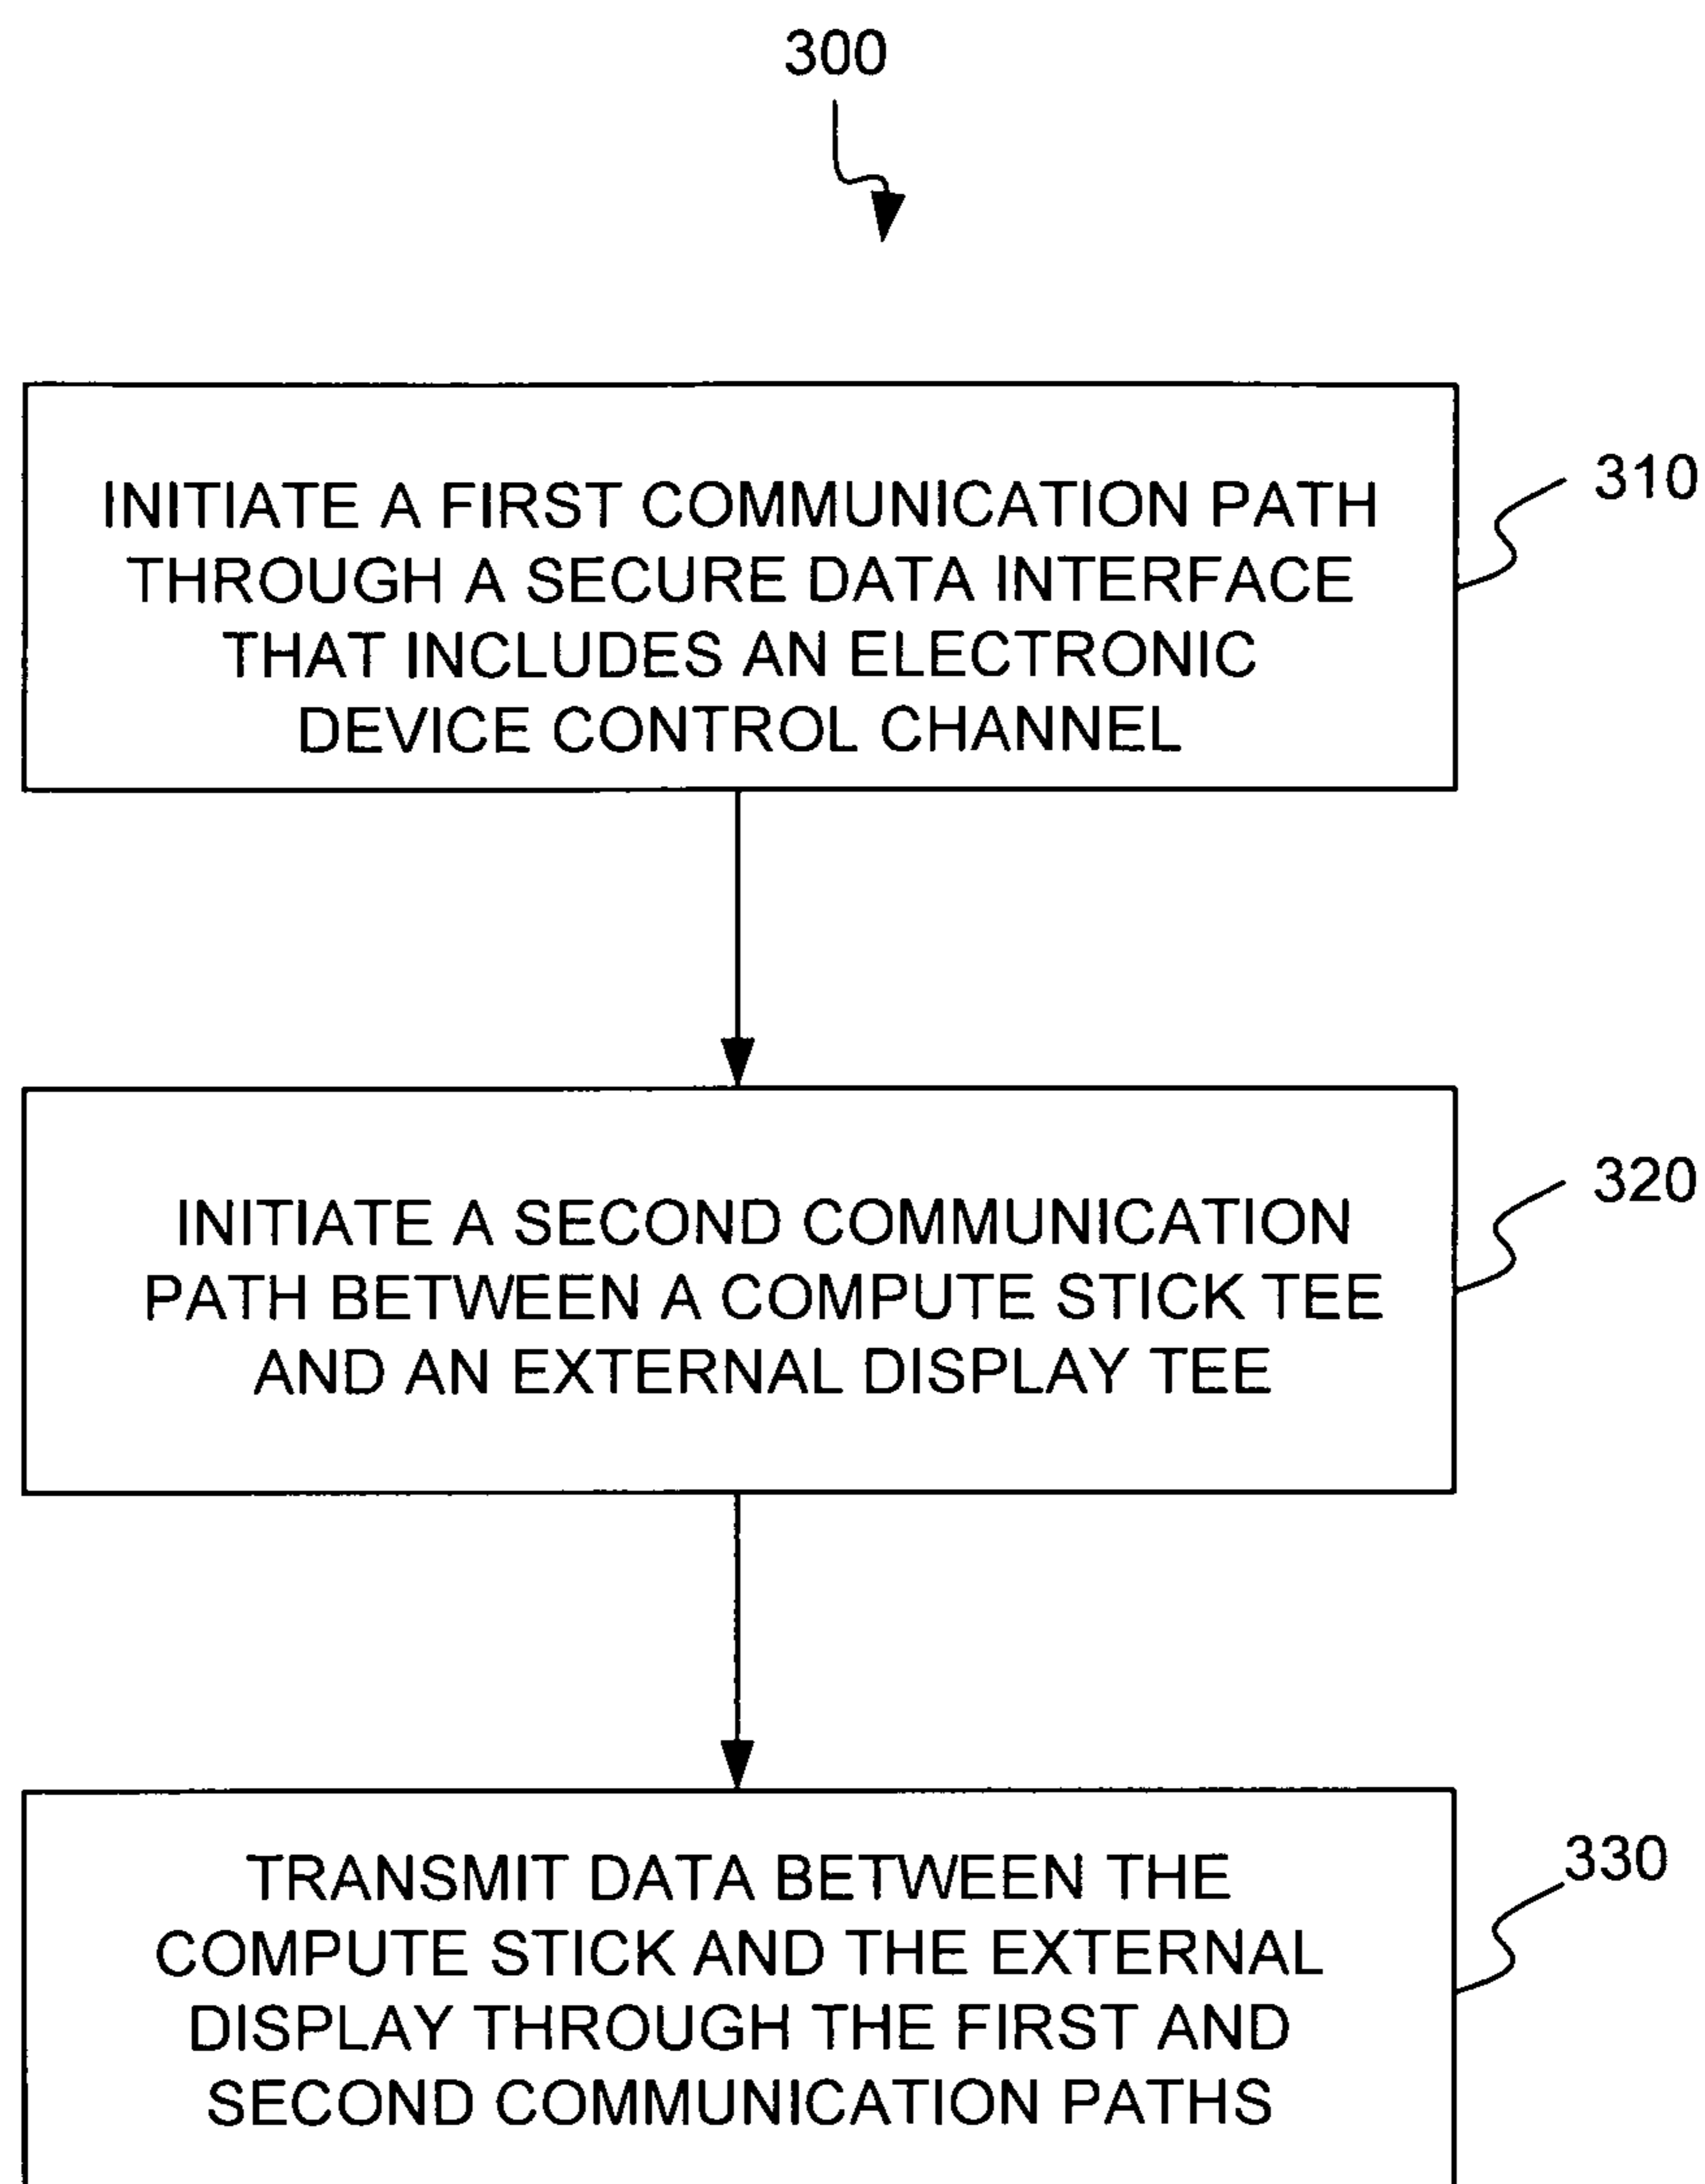 300
INITIATE A FIRST COMMUNICATION PATH
THROUGH A SECURE DATA INTERFACE
THAT INCLUDES AN ELECTRONIC
DEVICE CONTROL CHANNEL
310
INITIATE A SECOND COMMUNICATION
PATH BETWEEN A COMPUTE STICK TEE
AND AN EXTERNAL DISPLAY TEE
320
TRANSMIT DATA BETWEEN THE
COMPUTE STICK AND THE EXTERNAL
DISPLAY THROUGH THE FIRST AND
SECOND COMMUNICATION PATHS
330